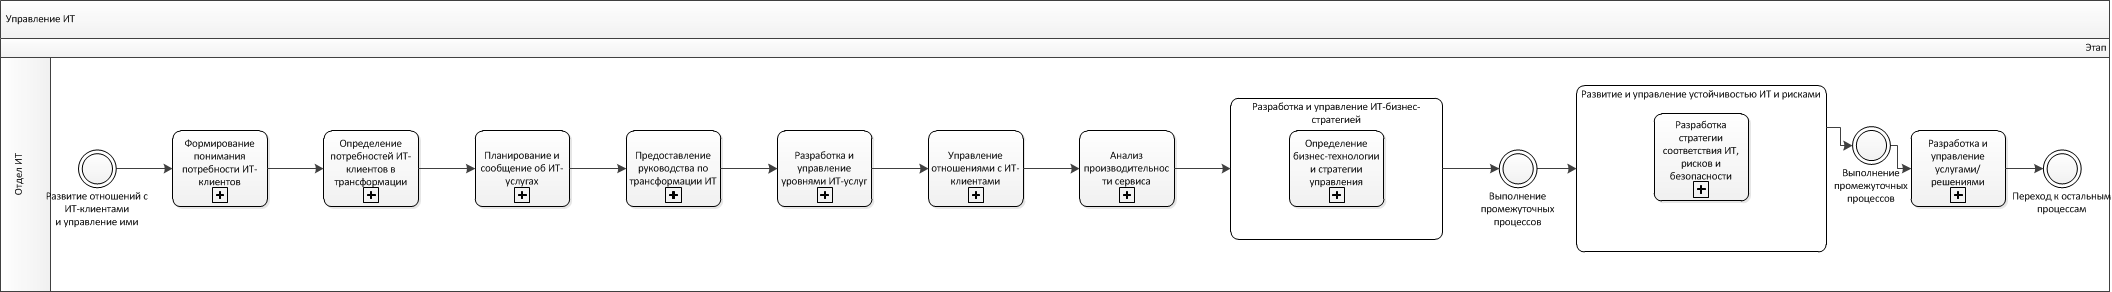 Управление ИТ
Этап
Отдел ИТ
Развитие отношений с
ИТ-клиентами
и управление ими
Формирование
понимания
потребности ИТ-
клиентов
Определение
потребностей ИТ-
клиентов в
трансформации
Планирование и
сообщение об ИТ-
услугах
Предоставление
руководства по
трансформации ИТ
Разработка и
управление
уровнями ИТ-услуг
Управление
отношениями с ИТ-
клиентами
Анализ
производительнос
ти сервиса
Разработка и управление ИТ-бизнес-
стратегией
Определение
бизнес-технологии
и стратегии
управления
Выполнение
промежуточных
процессов
Развитие и управление устойчивостью ИТ и рисками
Разработка
стратегии
соответствия ИТ,
рисков и
безопасности
Выполнение
промежуточных
процессов
Разработка и
управление
услугами/
решениями
Переход к остальным
процессам